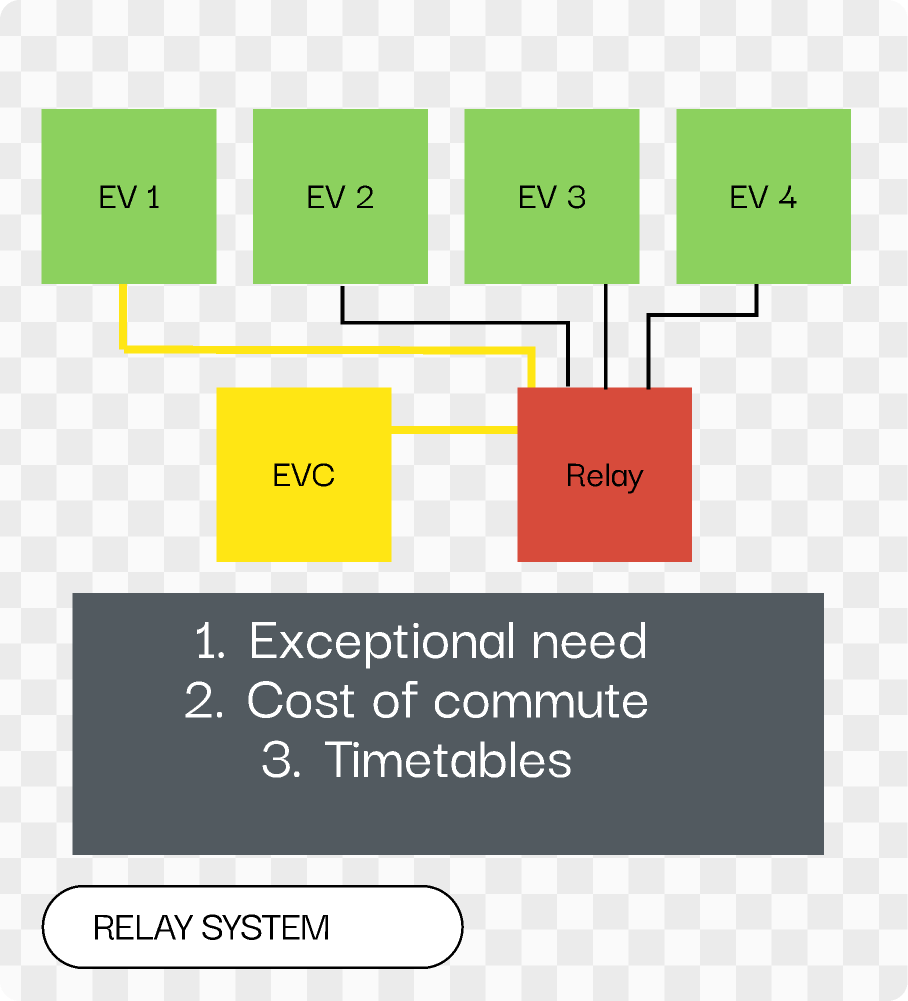 EV 1
EV 2
EV 3
EV 4
EVC
Relay
1. Exceptional need
2. Cost of commute
3. Timetables
RELAY SYSTEM